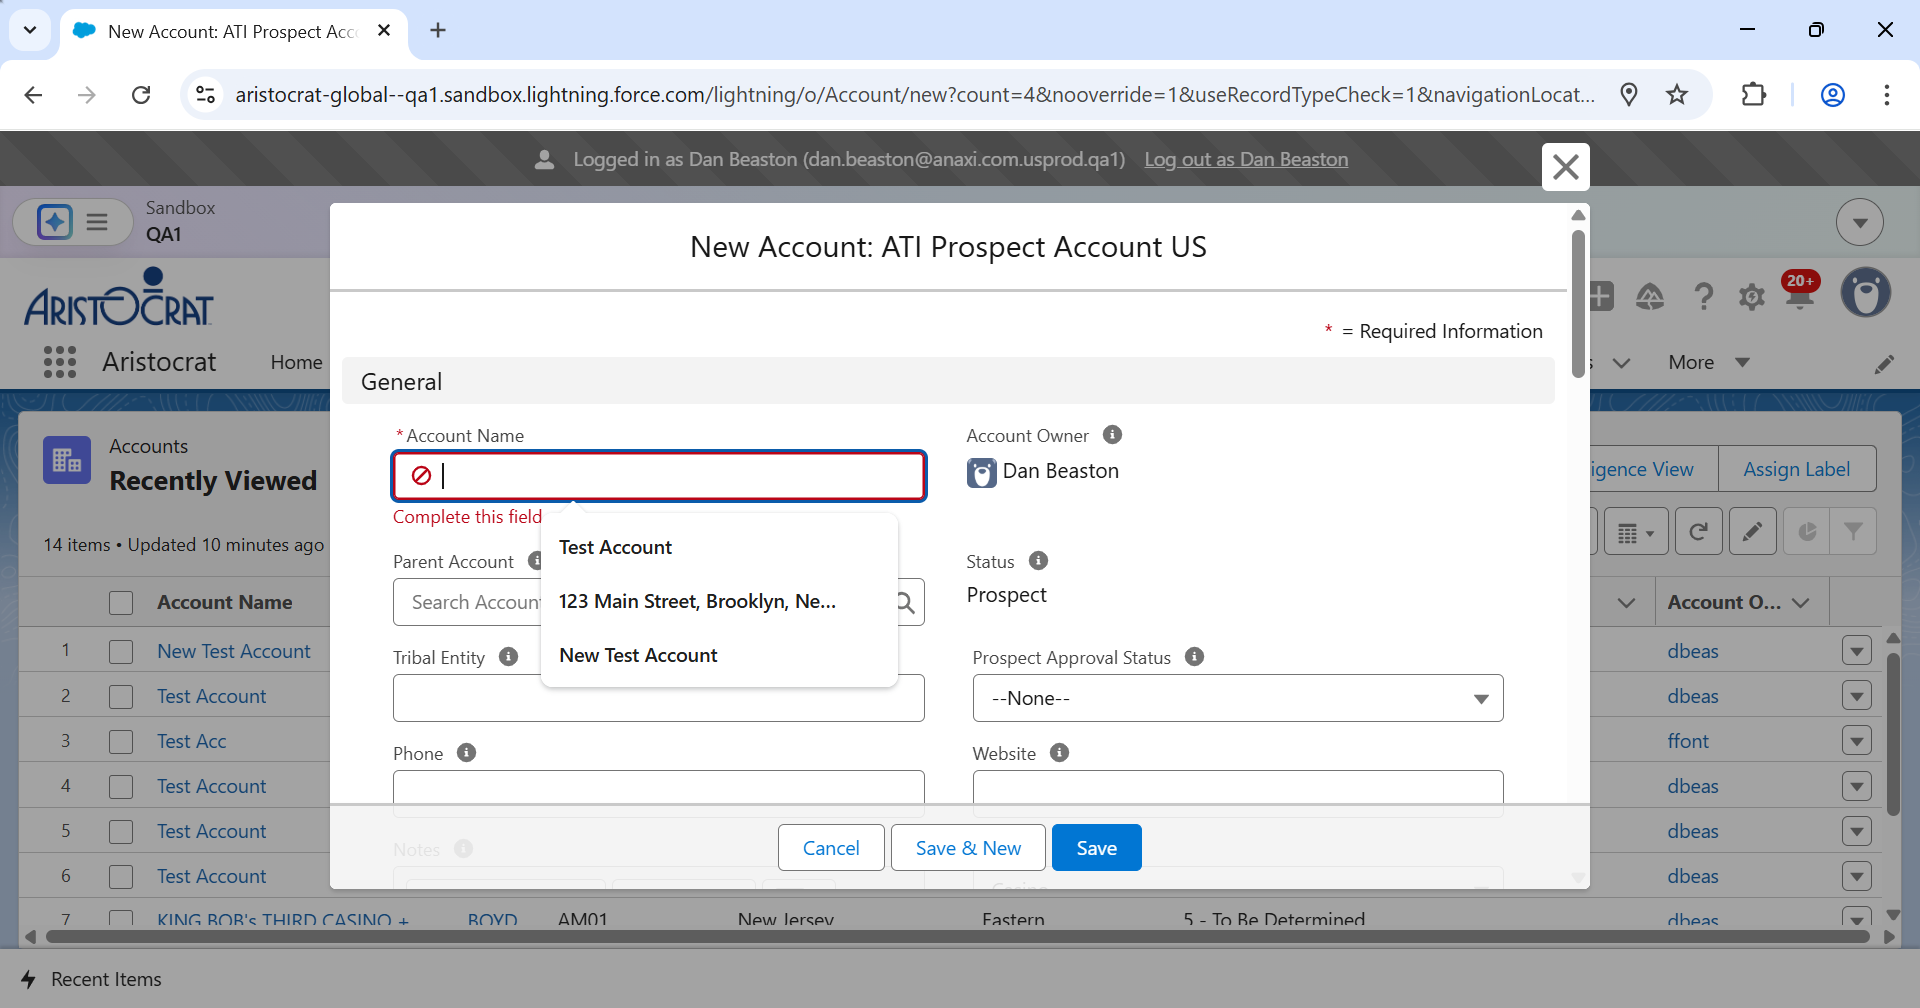 New Account: ATI Prospect Acc
aristocrat-global--qa1.sandbox.lightning.force.com/lightning/o/Account/new?count=4&nooverride=1&useRecordTypeCheck=1&navigationLocat...
Logged in as Dan Beaston (dan.beaston@anaxi.com.usprod.qa1) Log out as Dan Beaston
Sandbox
QA1
New Account: ATI Prospect Account US
ARISTOCRAT
20+
* = Required Information
Aristocrat
Home
More
General
*Account Name
Account Owner
Dan Beaston
Complete this field
Accounts
Recently Viewed
igence View
Assign Label
14 items • Updated 10 minutes ago
Test Account
123 Main Street, Brooklyn, Ne...
New Test Account
Parent Account
Search Accoun
Status
Prospect
Account Name
Account O...
Tribal Entity
Prospect Approval Status
--None--
Phone
Website
1 New Test Account dbeas
2 Test Account dbeas
3 Test Acc ffont
4 Test Account dbeas
5 Test Account dbeas
6 Test Account dbeas
Notes
Casino
Cancel
Save & New
Save
7 KING BOB's THIRD CASINO + BOYD AM01 New Jersey Eastern 5 - To Be Determined dbeas
Recent Items